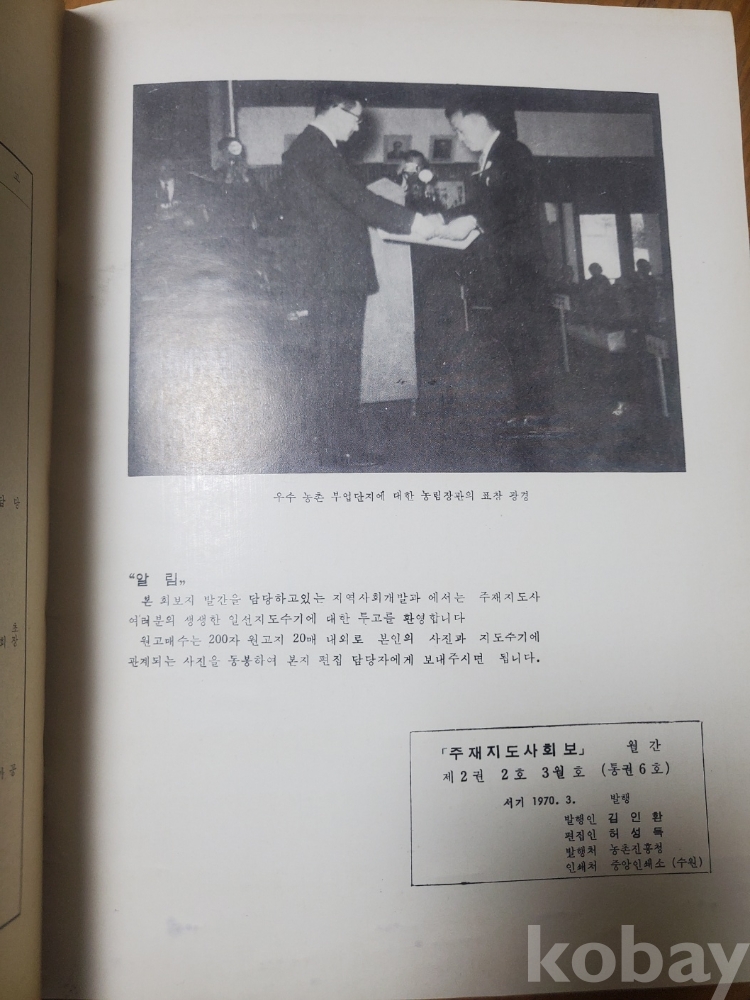 우수 농촌 부업단지에 대한 농림장관의 표창 광경
“알 림„
본 회보지 발간을 담당하고있는 지역사회개발과 에서는 주재지도사
여러분의 생생한 일선지도수기에 대한 투고를 환영합니다
원고매수는 200자 원고지 20매 내외로 본인의 사진과 지도수기에
관계되는 사진을 동봉하여 본지 편집 담당자에게 보내주시면 됩니다.
「주재지도사회보」 월간
제2권 2호 3월호 (통권6호)
서기 1970. 3. 발행
발행인 김인환
편집인 허성득
발행처 농촌진흥청
인쇄처 중앙인쇄소 (수원)
kobay